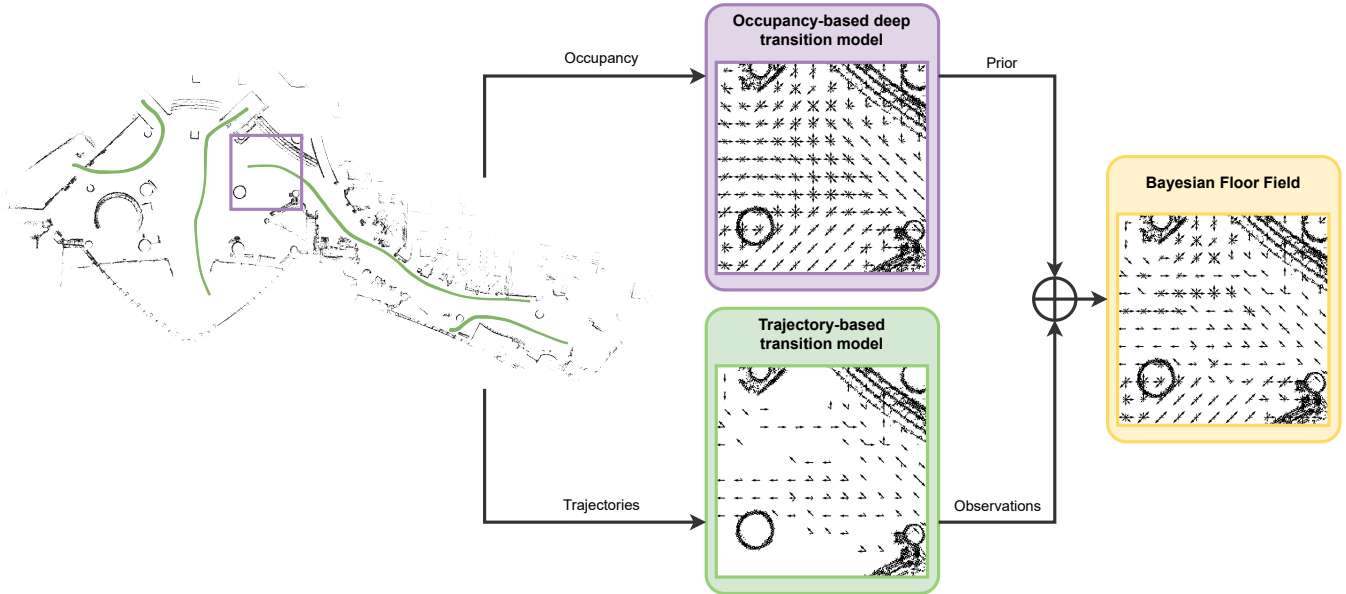 Occupancy-based deep
transition model
Occupancy
Prior
Bayesian Floor Field
Trajectory-based
transition model
Trajectories
Observations